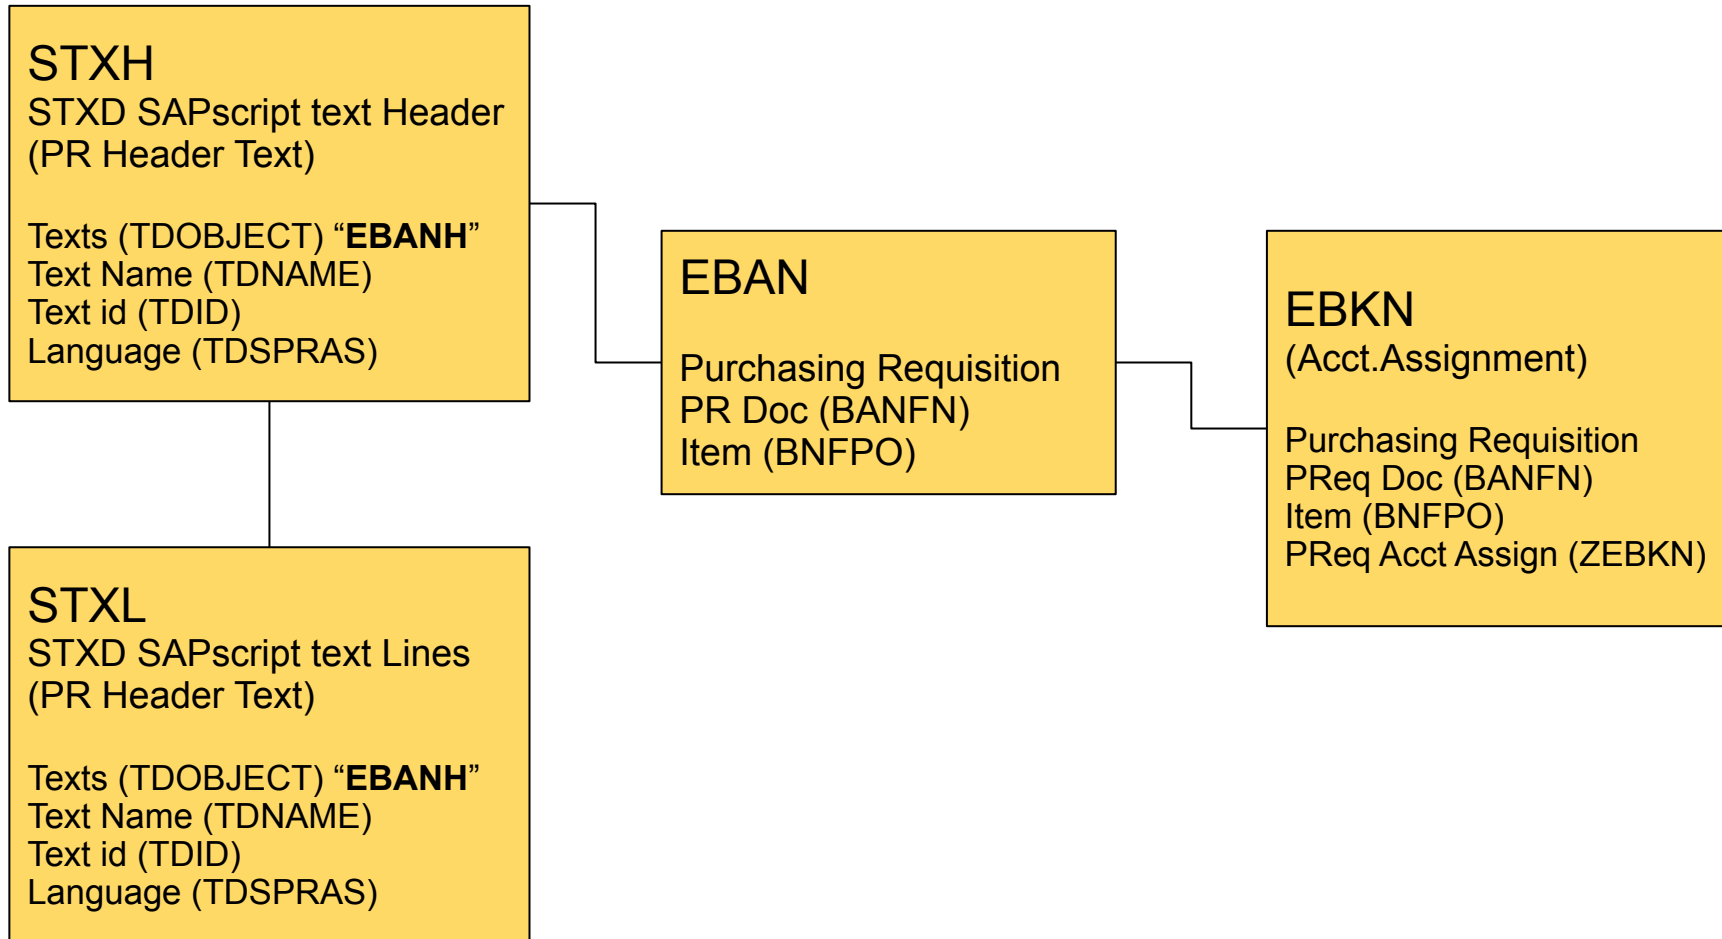 STXH
STXD SAPscript text Header
(PR Header Text)
Texts (TDOBJECT) “EBANH”
Text Name (TDNAME)
Text id (TDID)
Language (TDSPRAS)
STXL
STXD SAPscript text Lines
(PR Header Text)
Texts (TDOBJECT) “EBANH”
Text Name (TDNAME)
Text id (TDID)
Language (TDSPRAS)
EBAN
Purchasing Requisition
PR Doc (BANFN)
Item (BNFPO)
EBKN
(Acct.Assignment)
Purchasing Requisition
PReq Doc (BANFN)
Item (BNFPO)
PReq Acct Assign (ZEBKN)